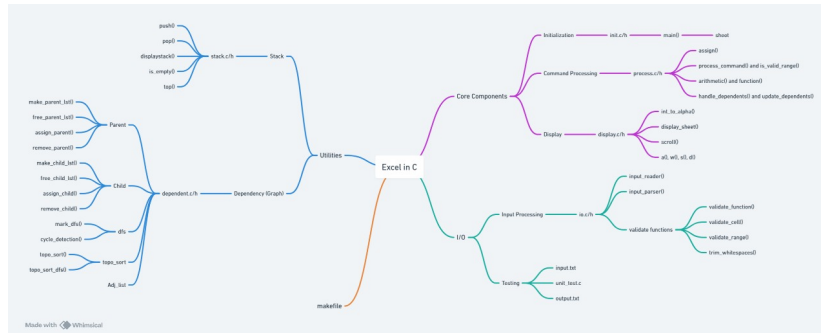 Excel in C
Core Components
Initialization
init.c/h
main()
sheet
Command Processing
process.c/h
assign()
process_command() and is_valid_range()
arithmetic() and function()
handle_dependents() and update_dependents()
Display
display.c/h
int_to_alpha()
display_sheet()
scroll()
a(), w(), s(), d()
I/O
Input Processing
io.c/h
input_reader()
input_parser()
validate functions
validate_function()
validate_cell()
validate_range()
trim_whitespaces()
Testing
input.txt
unit_test.c
output.txt
Utilities
Stack
stack.c/h
push()
pop()
displaystack()
is_empty()
top()
Dependency (Graph)
dependent.c/h
Parent
make_parent_lst()
free_parent_lst()
assign_parent()
remove_parent()
Child
make_child_lst()
free_child_lst()
assign_child()
remove_child()
dfs
mark_dfs()
cycle_detection()
topo_sort
topo_sort()
topo_sort_dfs()
Adj_list
makefile
Made with Whimsical